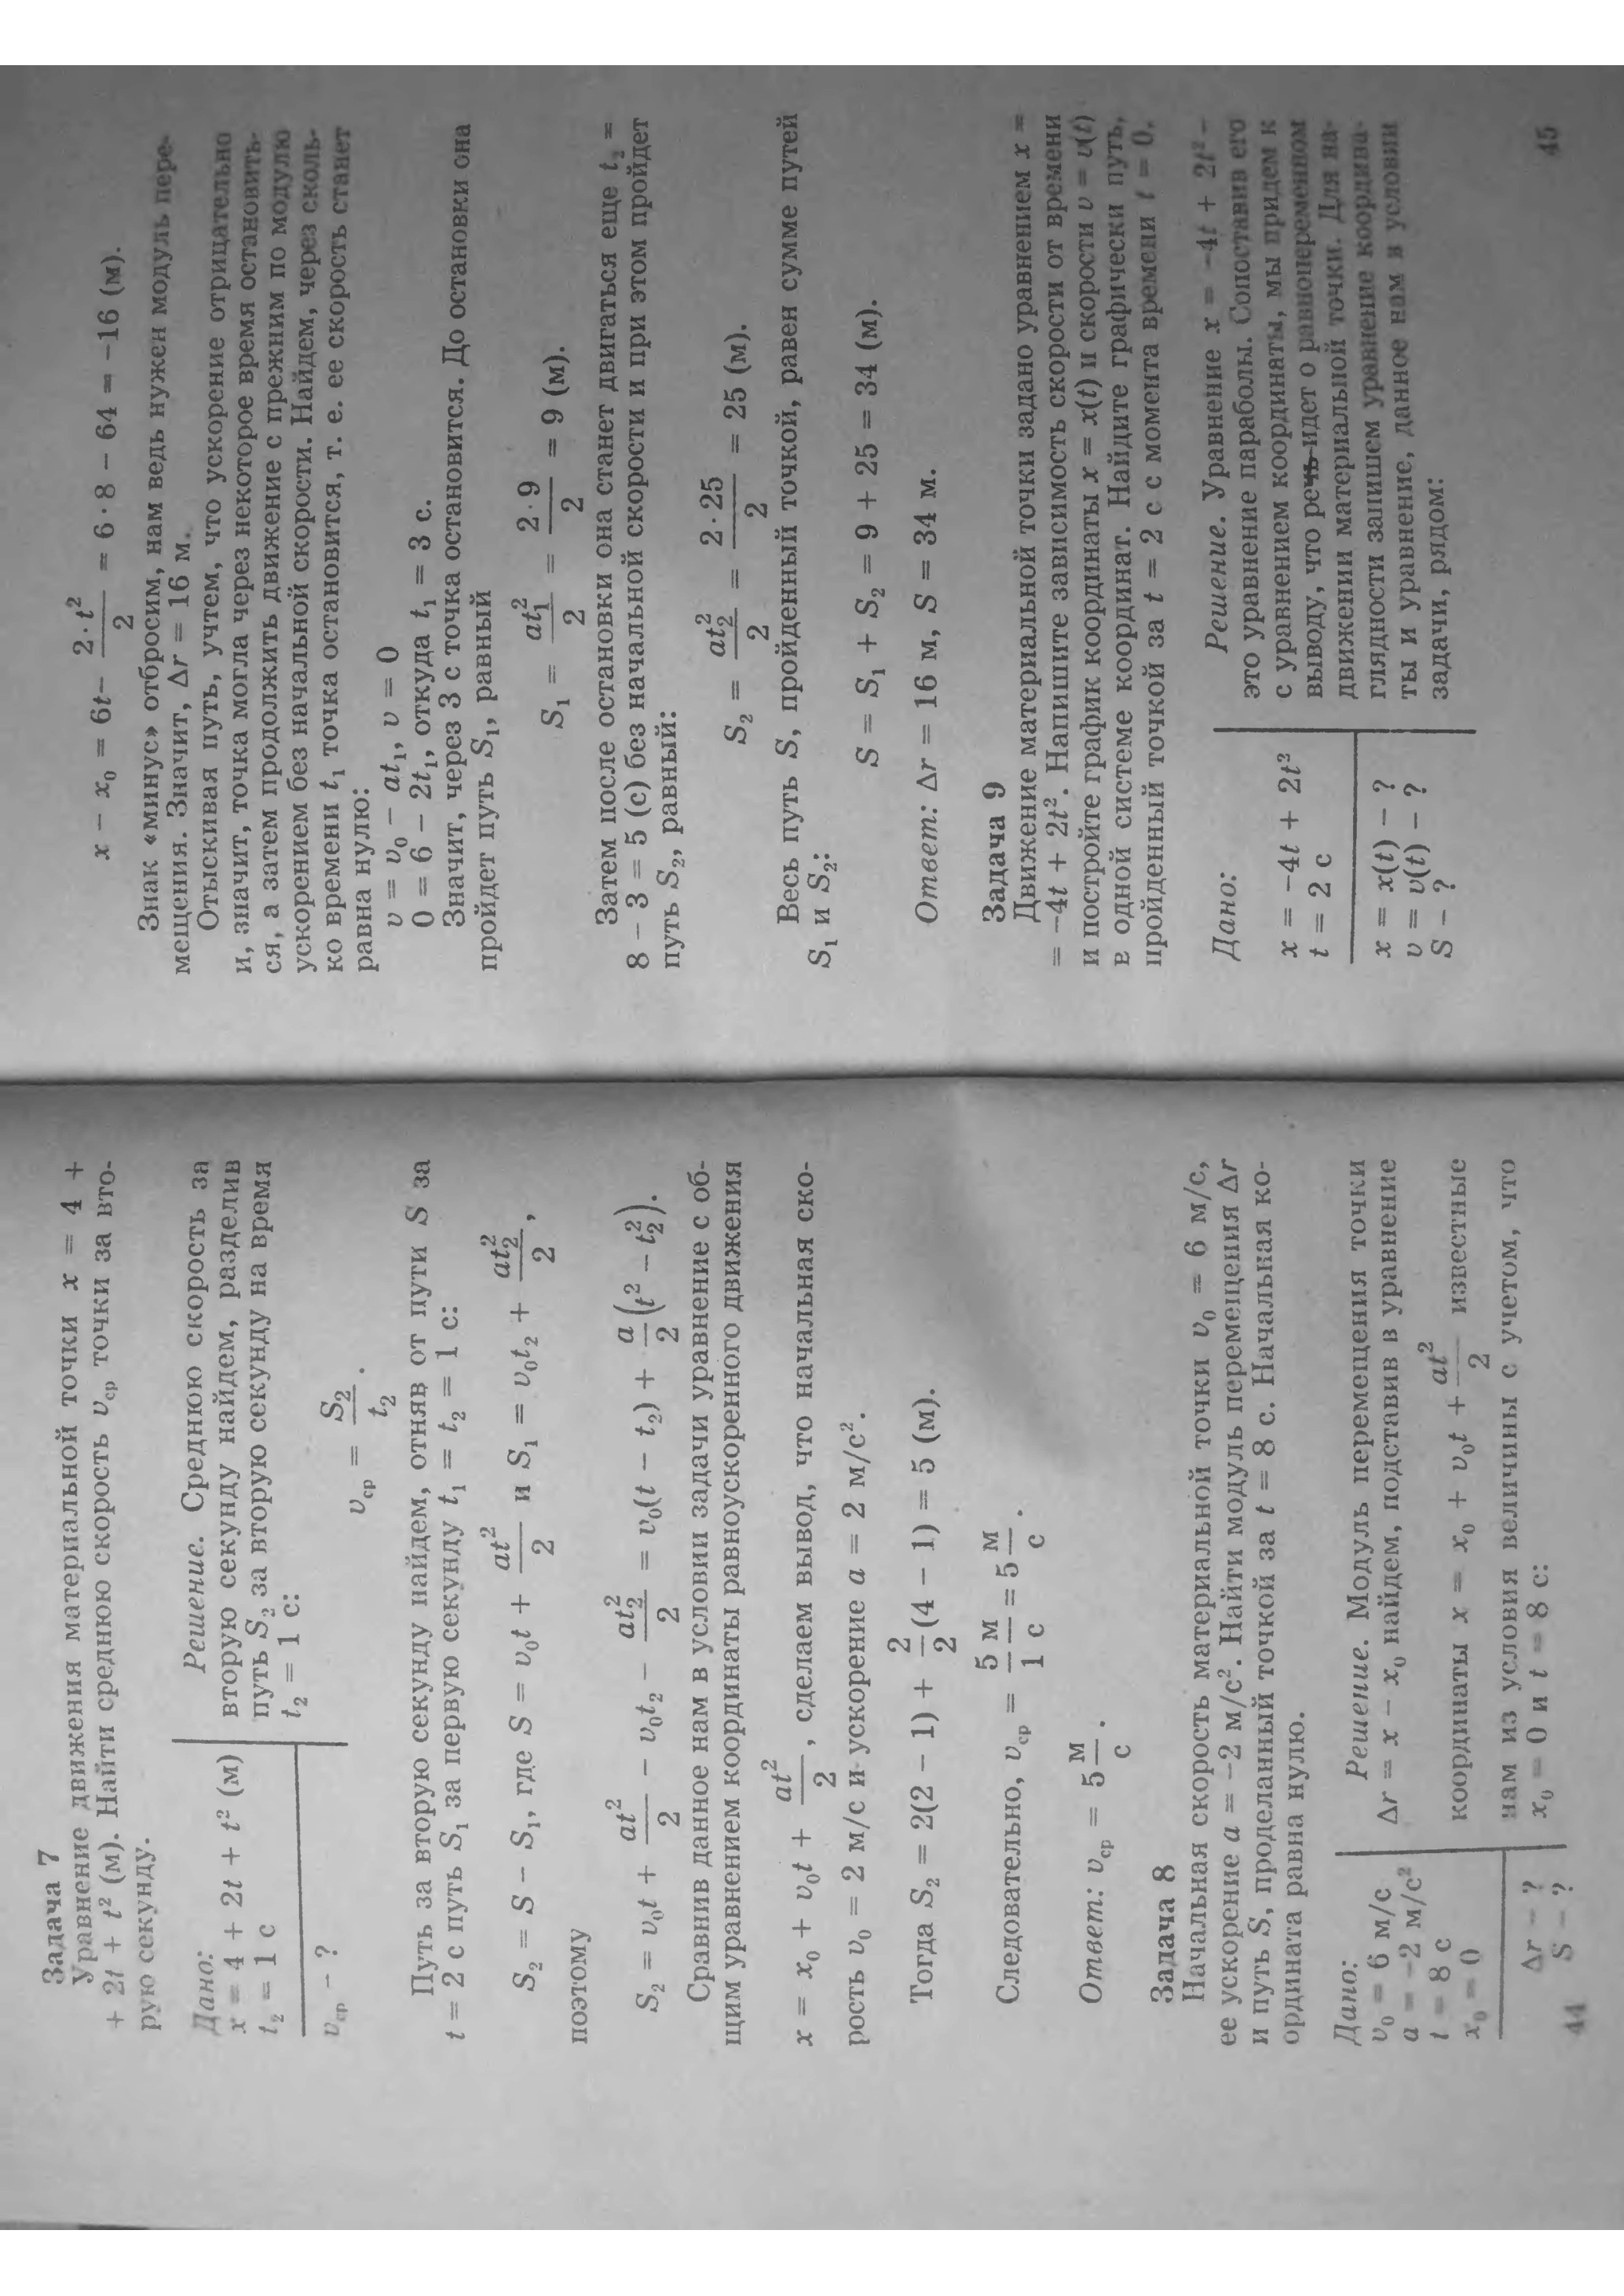 Задача 7
Уравнение движения материальной точки x = 4 +
+ 2t + t² (м). Найти среднюю скорость v_ср точки за вто-
рую секунду.
Дано:
x = 4 + 2t + t² (м)
t₂ = 1 с
v_ср – ?
Решение. Среднюю скорость за
вторую секунду найдем, разделив
путь S₂ за вторую секунду на время
t₂ = 1 с:
v_ср = S₂/t₂ .
Путь за вторую секунду найдем, отняв от пути S за
t = 2 с путь S₁ за первую секунду t₁ = t₂ = 1 с:
S₂ = S – S₁, где S = v₀t + at²/2 и S₁ = v₀t₂ + at₂²/2 ,
поэтому
S₂ = v₀t + at²/2 – v₀t₂ – at₂²/2 = v₀(t – t₂) + a/2 (t² – t₂²).
Сравнив данное нам в условии задачи уравнение с об-
щим уравнением координаты равноускоренного движения
x = x₀ + v₀t + at²/2 , сделаем вывод, что начальная ско-
рость v₀ = 2 м/с и ускорение a = 2 м/с².
Тогда S₂ = 2(2 – 1) + 2/2 (4 – 1) = 5 (м).
Следовательно, v_ср = 5 м/1 с = 5 м/с .
Ответ: v_ср = 5 м/с .
Задача 8
Начальная скорость материальной точки v₀ = 6 м/с,
ее ускорение a = –2 м/с². Найти модуль перемещения Δr
и путь S, проделанный точкой за t = 8 с. Начальная ко-
ордината равна нулю.
Дано:
v₀ = 6 м/с
a = –2 м/с²
t = 8 с
x₀ = 0
Δr – ?
S – ?
Решение. Модуль перемещения точки
Δr = x – x₀ найдем, подставив в уравнение
координаты x = x₀ + v₀t + at²/2 известные
нам из условия величины с учетом, что
x₀ = 0 и t = 8 с:
44
x – x₀ = 6t – 2·t²/2 = 6·8 – 64 = –16 (м).
Знак «минус» отбросим, нам ведь нужен модуль пере-
мещения. Значит, Δr = 16 м.
Отыскивая путь, учтем, что ускорение отрицательно
и, значит, точка могла через некоторое время остановить-
ся, а затем продолжить движение с прежним по модулю
ускорением без начальной скорости. Найдем, через сколь-
ко времени t₁ точка остановится, т. е. ее скорость станет
равна нулю:
v = v₀ – at₁, v = 0
0 = 6 – 2t₁, откуда t₁ = 3 с.
Значит, через 3 с точка остановится. До остановки она
пройдет путь S₁, равный
S₁ = at₁²/2 = 2·9/2 = 9 (м).
Затем после остановки она станет двигаться еще t₂ =
8 – 3 = 5 (с) без начальной скорости и при этом пройдет
путь S₂, равный:
S₂ = at₂²/2 = 2·25/2 = 25 (м).
Весь путь S, пройденный точкой, равен сумме путей
S₁ и S₂:
S = S₁ + S₂ = 9 + 25 = 34 (м).
Ответ: Δr = 16 м, S = 34 м.
Задача 9
Движение материальной точки задано уравнением x =
= –4t + 2t². Напишите зависимость скорости от времени
и постройте график координаты x = x(t) и скорости v = v(t)
в одной системе координат. Найдите графически путь,
пройденный точкой за t = 2 с с момента времени t = 0.
Дано:
x = –4t + 2t²
t = 2 с
x = x(t) – ?
v = v(t) – ?
S – ?
Решение. Уравнение x = –4t + 2t² –
это уравнение параболы. Сопоставив его
с уравнением координаты, мы придем к
выводу, что речь идет о равнопеременном
движении материальной точки. Для на-
глядности запишем уравнение координа-
ты и уравнение, данное нам в условии
задачи, рядом:
45